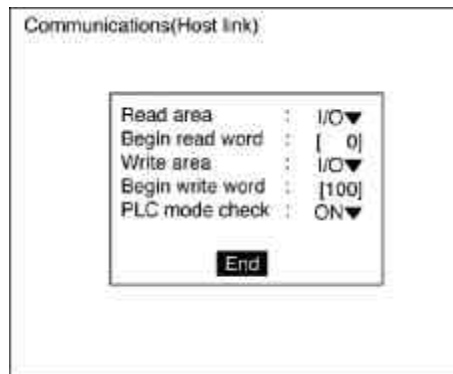 Communications(Host link)
Read area : I/O▼
Begin read word : [ 0]
Write area : I/O▼
Begin write word : [100]
PLC mode check : ON▼
End